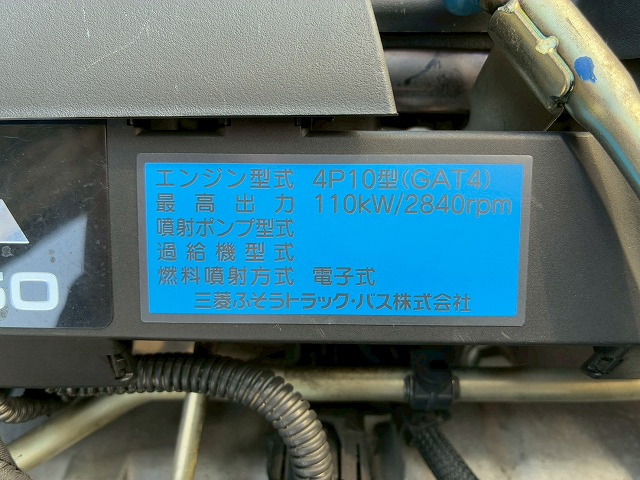 エンジン型式 4P10型(GAT4)
最高出力 110kW/2840rpm
噴射ポンプ型式
過給機型式
燃料噴射方式 電子式
三菱ふそうトラック・バス株式会社